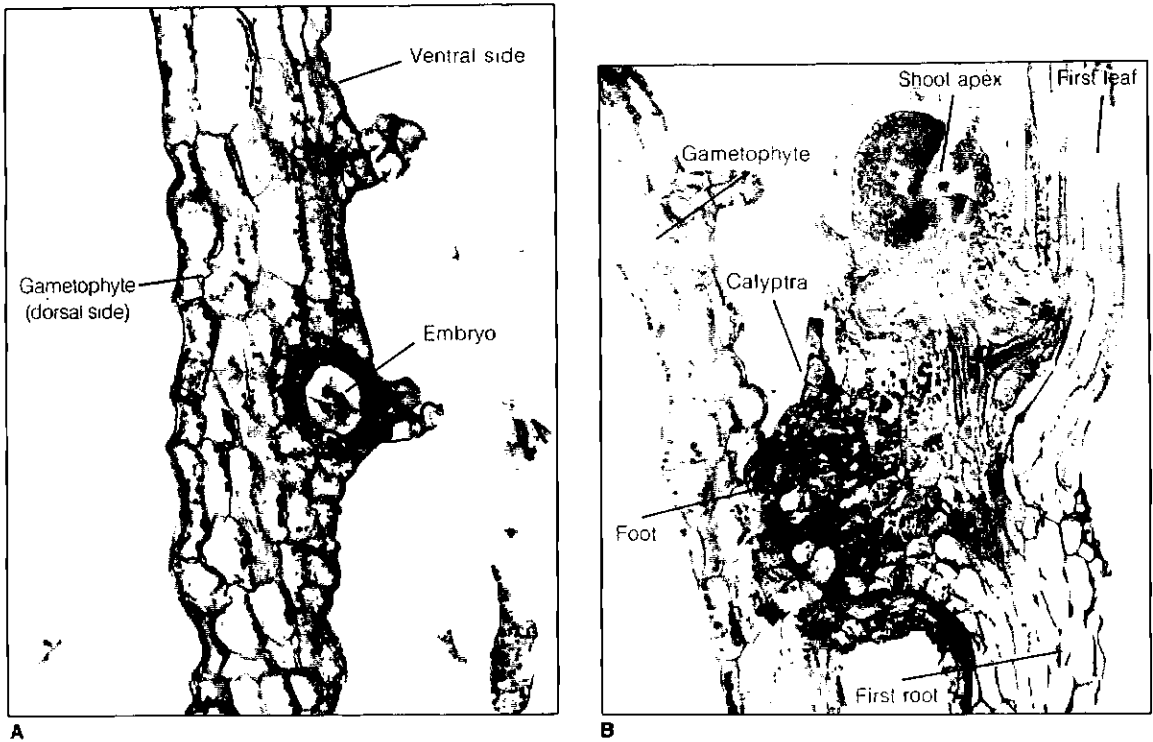 Ventral side
Gametophyte
(dorsal side)
Embryo
A
Shoot apex
First leaf
Gametophyte
Calyptra
Foot
First root
B